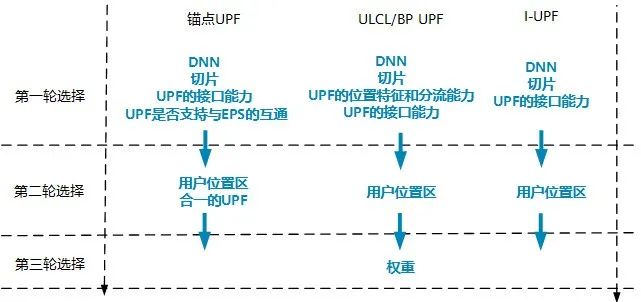 锚点UPF
ULCL/BP UPF
I-UPF
第一轮选择
DNN
切片
UPF的接口能力
UPF是否支持与EPS的互通
DNN
切片
UPF的位置特征和分流能力
UPF的接口能力
DNN
切片
UPF的接口能力
第二轮选择
用户位置区
合一的UPF
用户位置区
用户位置区
第三轮选择
权重